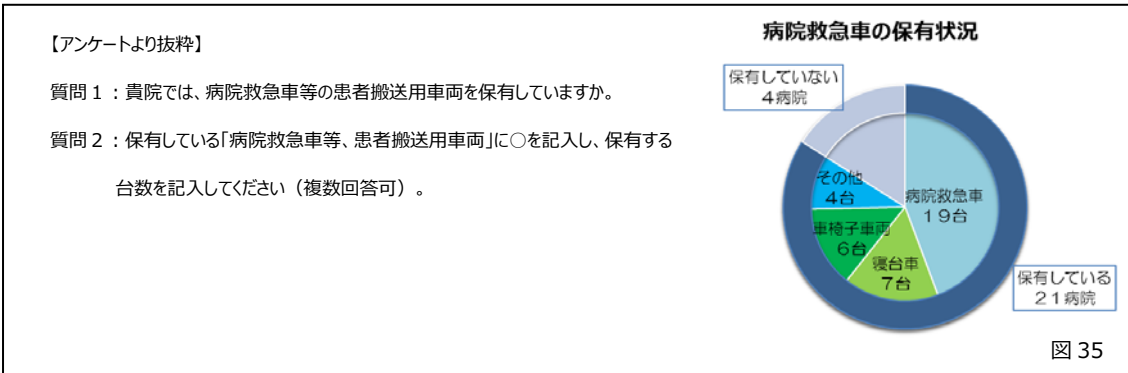 【アンケートより抜粋】
質問1：貴院では、病院救急車等の患者搬送用車両を保有していますか。
質問2：保有している「病院救急車等、患者搬送用車両」に○を記入し、保有する
台数を記入してください（複数回答可）。
病院救急車の保有状況
保有していない
4病院
その他
4台
病院救急車
19台
車椅子車両
6台
寝台車
7台
保有している
21病院
図 35